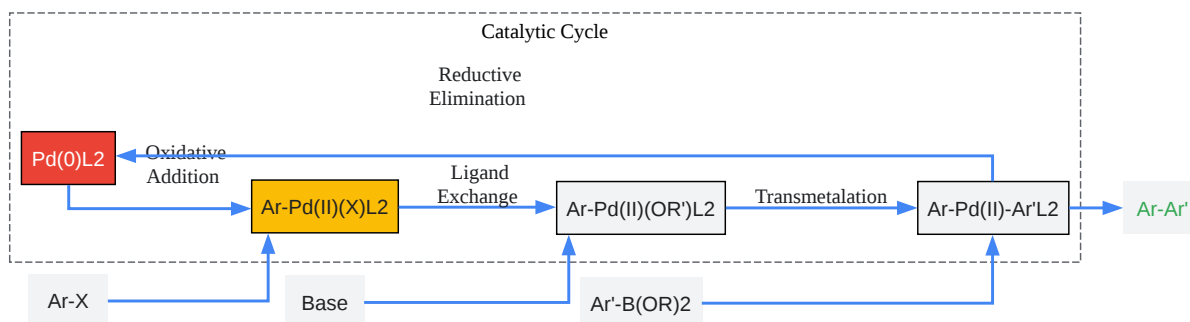 Catalytic Cycle
Reductive
Elimination
Pd(0)L2
Oxidative
Addition
Ar-Pd(II)(X)L2
Ligand
Exchange
Ar-Pd(II)(OR')L2
Transmetalation
Ar-Pd(II)-Ar'L2
Ar-Ar'
Ar-X
Base
Ar'-B(OR)2